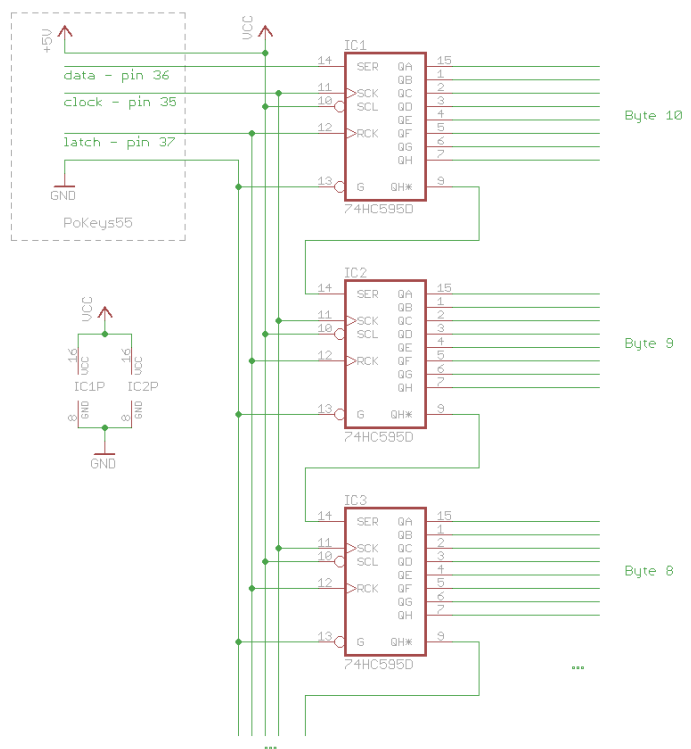 +5V
VCC
data - pin 36
clock - pin 35
latch - pin 37
GND
PoKeys55
IC1
14 SER QA 15
QB 1
11 SCK QC 2
10 SCL QD 3
QE 4
12 RCK QF 5
QG 6
QH 7
13 G QH* 9
74HC595D
Byte 10
IC2
14 SER QA 15
QB 1
11 SCK QC 2
10 SCL QD 3
QE 4
12 RCK QF 5
QG 6
QH 7
13 G QH* 9
74HC595D
Byte 9
VCC
16 VCC 16 VCC
IC1P IC2P
8 GND 8 GND
GND
IC3
14 SER QA 15
QB 1
11 SCK QC 2
10 SCL QD 3
QE 4
12 RCK QF 5
QG 6
QH 7
13 G QH* 9
74HC595D
Byte 8
...
...